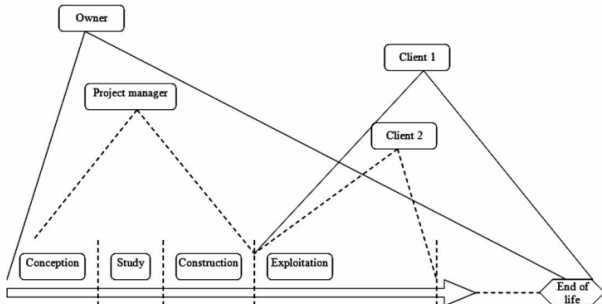 Owner
Client 1
Project manager
Client 2
Conception
Study
Construction
Exploitation
End of
life